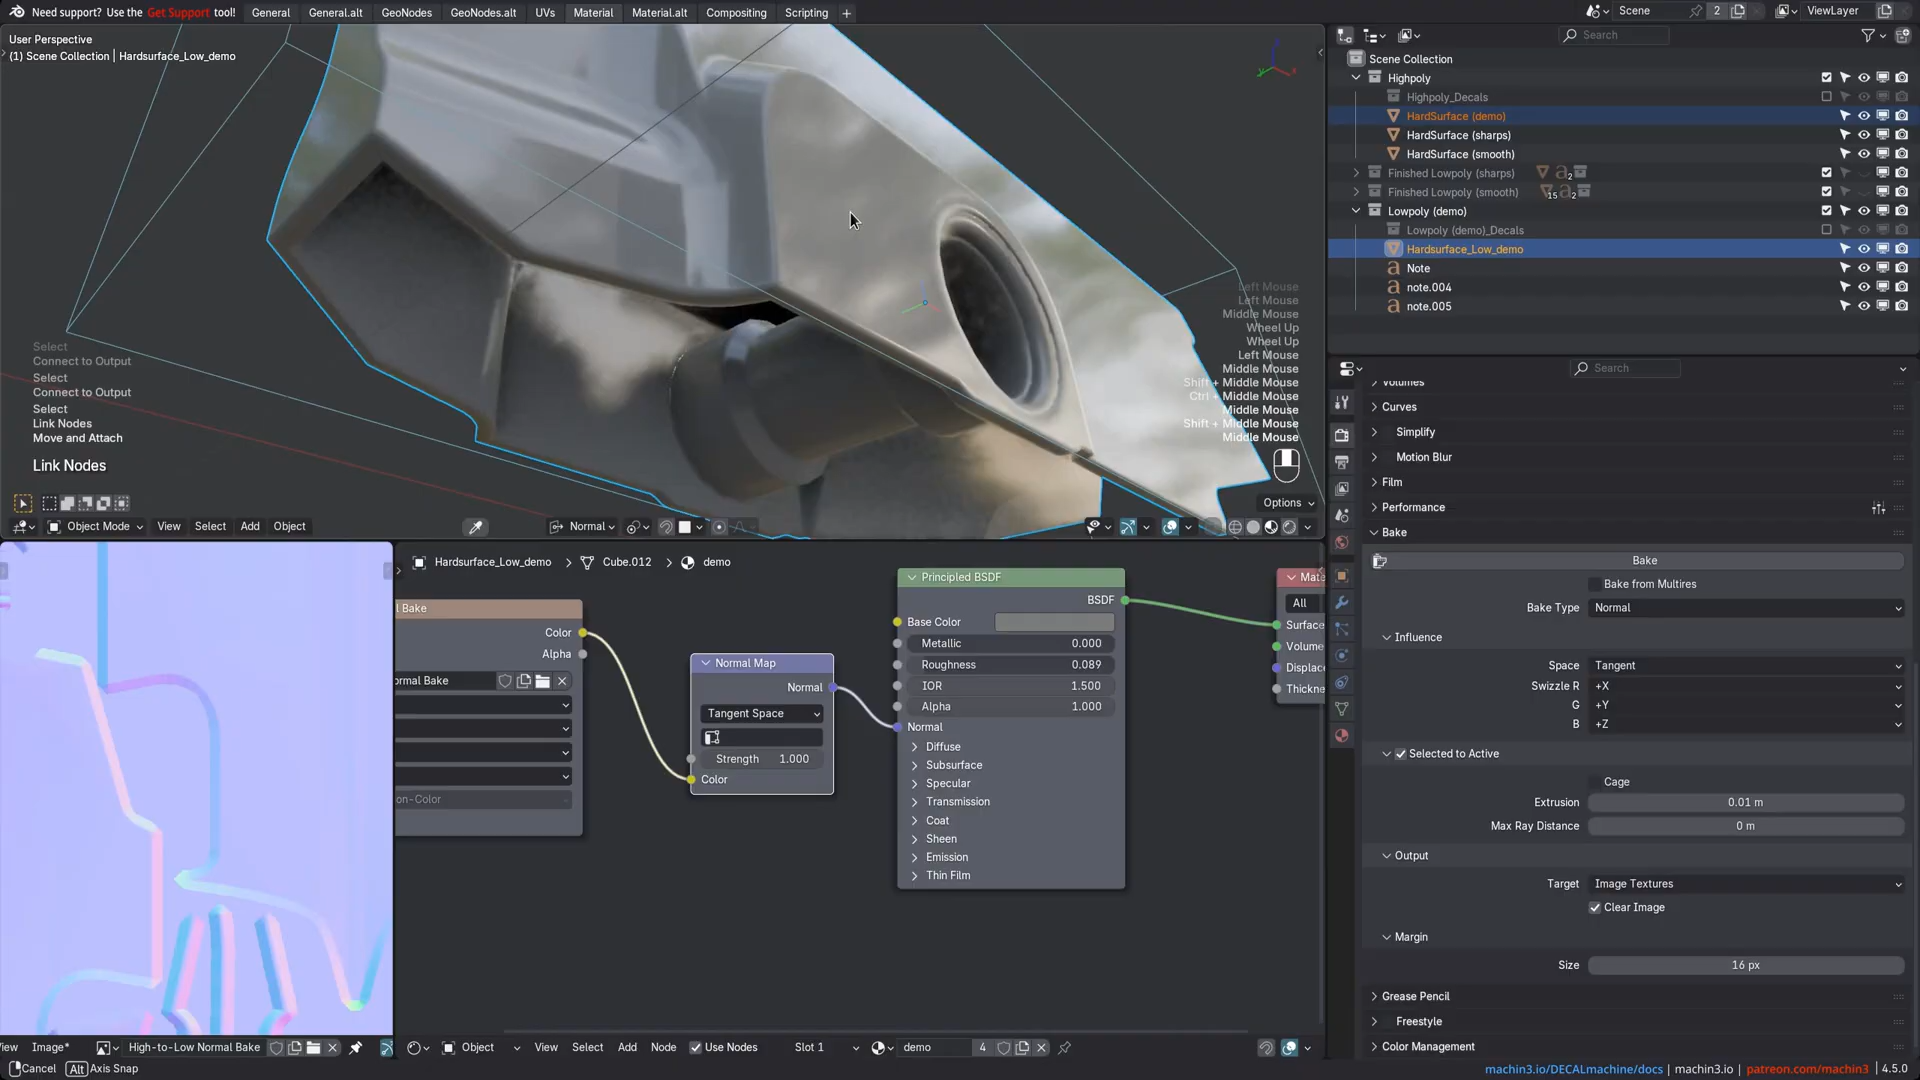 Need support? Use the Get Support tool!
General
General.alt
GeoNodes
GeoNodes.alt
UVs
Material
Material.alt
Compositing
Scripting
Scene
2
ViewLayer
User Perspective
(1) Scene Collection | Hardsurface_Low_demo
Select
Connect to Output
Select
Connect to Output
Select
Link Nodes
Move and Attach
Link Nodes
Left Mouse
Left Mouse
Middle Mouse
Wheel Up
Wheel Up
Left Mouse
Middle Mouse
Shift + Middle Mouse
Ctrl + Middle Mouse
Middle Mouse
Shift + Middle Mouse
Middle Mouse
Options
Object Mode
View
Select
Add
Object
Normal
Search
Scene Collection
Highpoly
Highpoly_Decals
HardSurface (demo)
HardSurface (sharps)
HardSurface (smooth)
Finished Lowpoly (sharps)
2
Finished Lowpoly (smooth)
15
2
Lowpoly (demo)
Lowpoly (demo)_Decals
Hardsurface_Low_demo
Note
note.004
note.005
Search
Volumes
Curves
Simplify
Motion Blur
Film
Performance
Bake
Bake
Bake from Multires
Bake Type Normal
Influence
Space Tangent
Swizzle R +X
G +Y
B +Z
Selected to Active
Cage
Extrusion 0.01 m
Max Ray Distance 0 m
Output
Target Image Textures
Clear Image
Margin
Size 16 px
Grease Pencil
Freestyle
Color Management
Hardsurface_Low_demo
Cube.012
demo
l Bake
Color
Alpha
ormal Bake
on-Color
Normal Map
Normal
Tangent Space
Strength 1.000
Color
Principled BSDF
BSDF
Base Color
Metallic 0.000
Roughness 0.089
IOR 1.500
Alpha 1.000
Normal
Diffuse
Subsurface
Specular
Transmission
Coat
Sheen
Emission
Thin Film
Mate
All
Surface
Volume
Displac
Thickne
iew
Image*
High-to-Low Normal Bake
Object
View
Select
Add
Node
Use Nodes
Slot 1
demo
4
Cancel
Alt Axis Snap
machin3.io/DECALmachine/docs | machin3.io | patreon.com/machin3 | 4.5.0